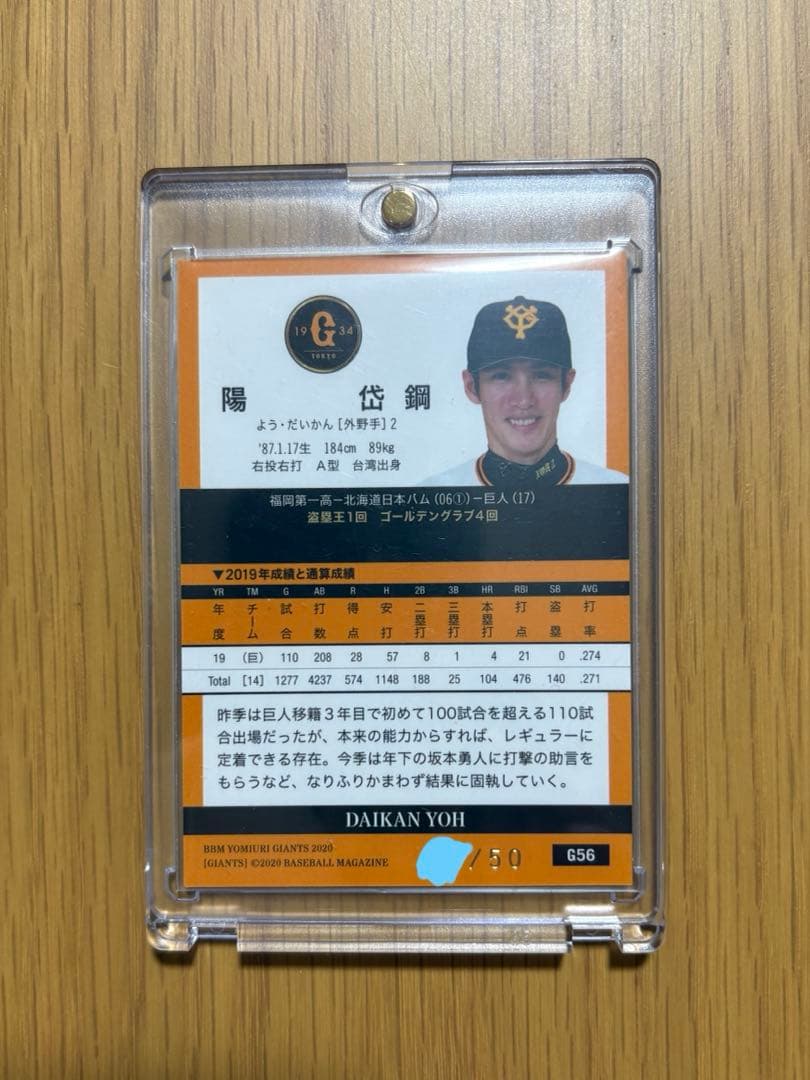 19 G 34
TOKYO
陽 岱 鋼
よう・だいかん [外野手] 2
'87.1.17生 184cm 89kg
右投右打 A型 台湾出身
福岡第一高−北海道日本ハム(06①)−巨人(17)
盗塁王1回 ゴールデングラブ4回
▼2019年成績と通算成績
YR TM G AB R H 2B 3B HR RBI SB AVG
年度 チーム 試合 打数 得点 安打 二塁打 三塁打 本塁打 打点 盗塁 打率
19 (巨) 110 208 28 57 8 1 4 21 0 .274
Total [14] 1277 4237 574 1148 188 25 104 476 140 .271
昨季は巨人移籍3年目で初めて100試合を超える110試
合出場だったが、本来の能力からすれば、レギュラーに
定着できる存在。今季は年下の坂本勇人に打撃の助言を
もらうなど、なりふりかまわず結果に固執していく。
DAIKAN YOH
BBM YOMIURI GIANTS 2020
[GIANTS] ©2020 BASEBALL MAGAZINE
/50
G56